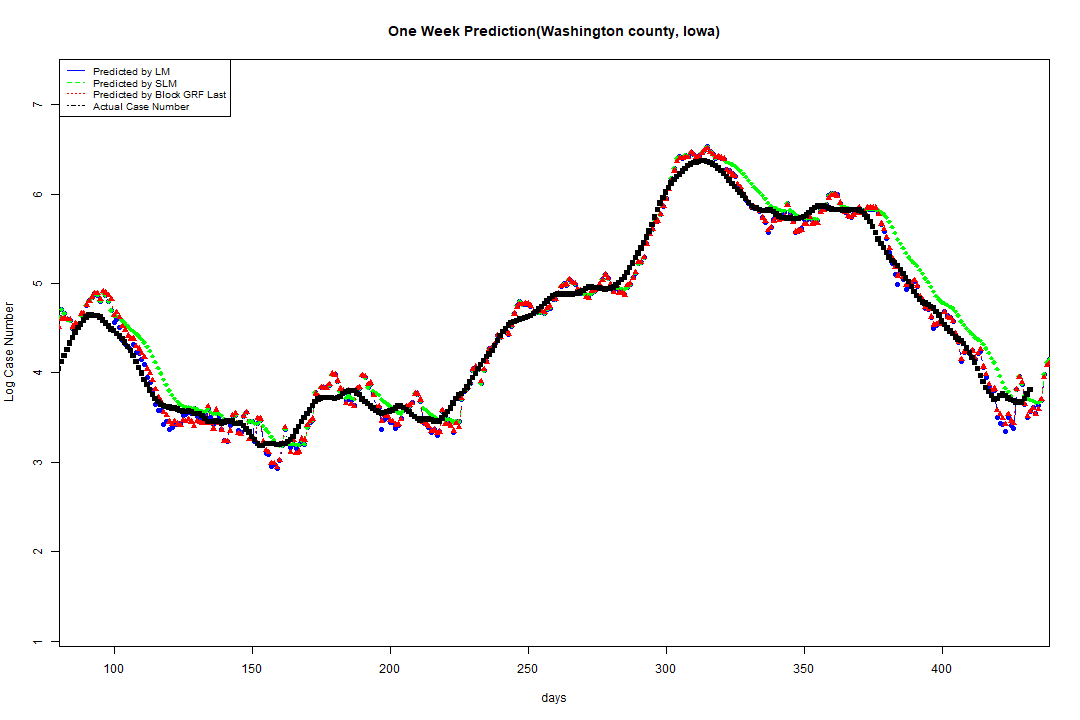 One Week Prediction(Washington county, Iowa)
Predicted by LM
Predicted by SLM
Predicted by Block GRF Last
Actual Case Number
7
6
5
4
3
2
1
Log Case Number
100 150 200 250 300 350 400
days